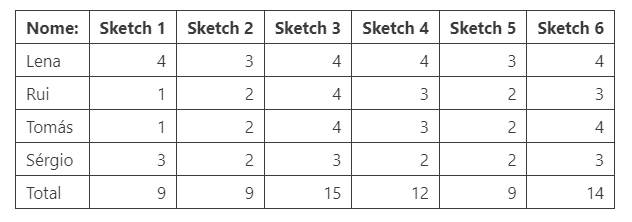 Nome: Sketch 1 Sketch 2 Sketch 3 Sketch 4 Sketch 5 Sketch 6
Lena 4 3 4 4 3 4
Rui 1 2 4 3 2 3
Tomás 1 2 4 3 2 4
Sérgio 3 2 3 2 2 3
Total 9 9 15 12 9 14